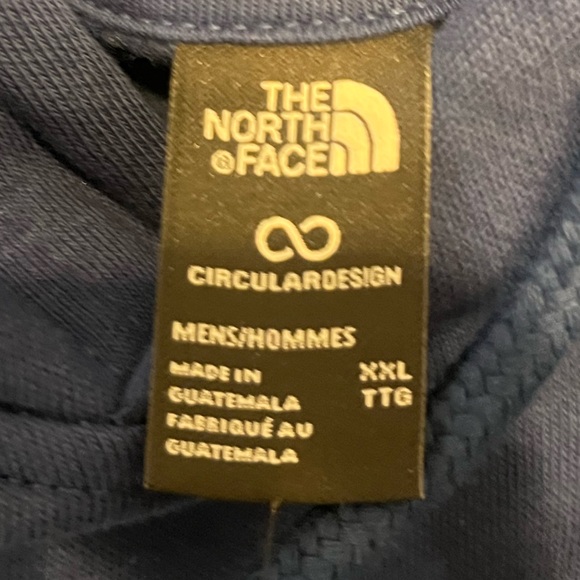 THE
NORTH
®FACE
CIRCULARDESIGN
MENS/HOMMES
MADE IN XXL
GUATEMALA TTG
FABRIQUÉ AU
GUATEMALA